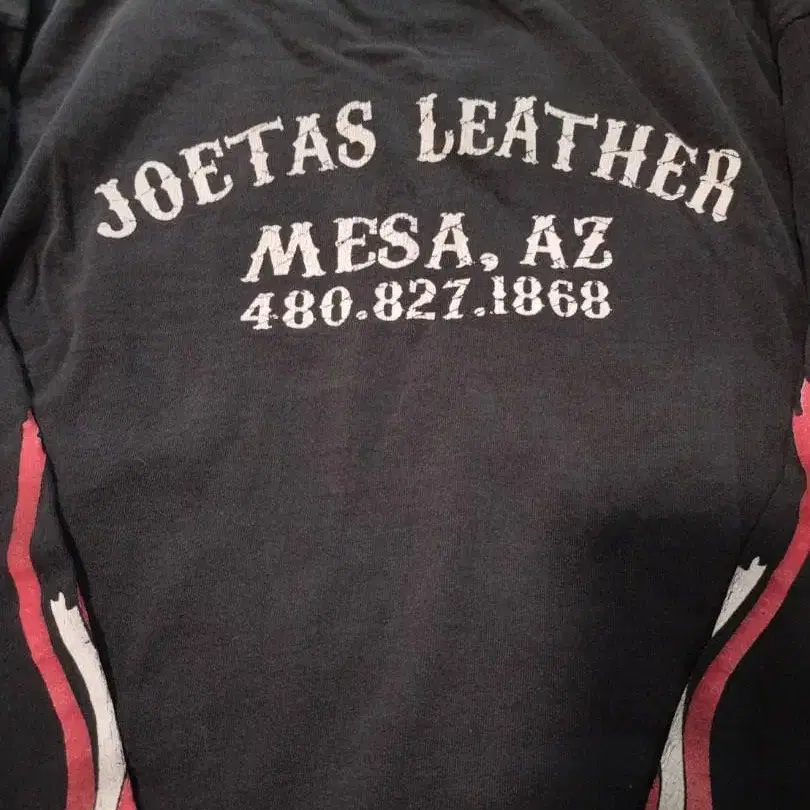 JOETAS LEATHER
MESA, AZ
480.827.1868